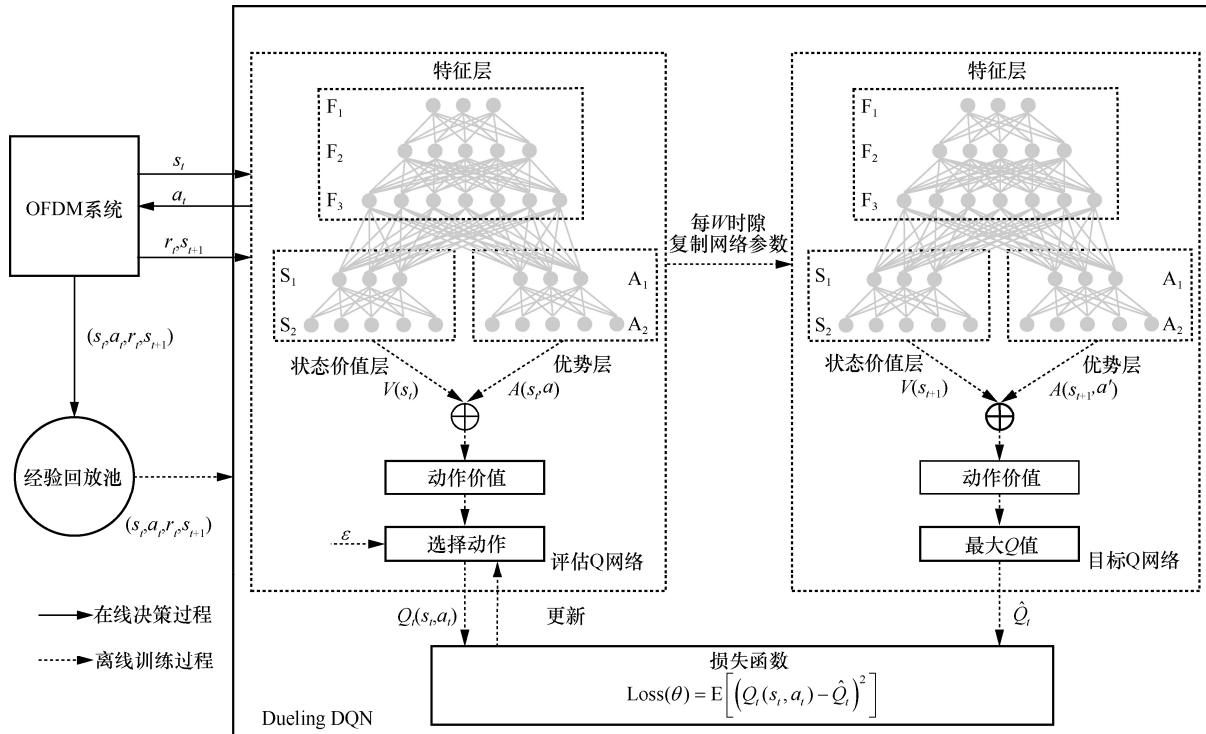 特征层
F₁
F₂
F₃
S₁
S₂
A₁
A₂
状态价值层
优势层
V(sₜ)
A(sₜ,a)
动作价值
ε
选择动作
评估Q网络
Qₜ(sₜ,aₜ)
更新
OFDM系统
sₜ
aₜ
rₜ,sₜ₊₁
(sₜ,aₜ,rₜ,sₜ₊₁)
经验回放池
(sₜ,aₜ,rₜ,sₜ₊₁)
在线决策过程
离线训练过程
每W时隙
复制网络参数
特征层
F₁
F₂
F₃
S₁
S₂
A₁
A₂
状态价值层
优势层
V(sₜ₊₁)
A(sₜ₊₁,a′)
动作价值
最大Q值
目标Q网络
Q̂ₜ
损失函数
Loss(θ) = E[(Qₜ(sₜ, aₜ) − Q̂ₜ)²]
Dueling DQN